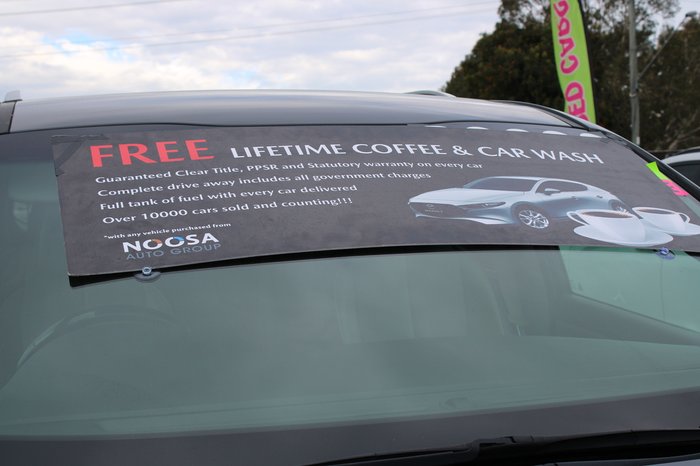 FREE LIFETIME COFFEE & CAR WASH
Guaranteed Clear Title, PPSR and Statutory warranty on every car
Complete drive away includes all government charges
Full tank of fuel with every car delivered
Over 10000 cars sold and counting!!!
*with any vehicle purchased from
NOOSA
AUTO GROUP